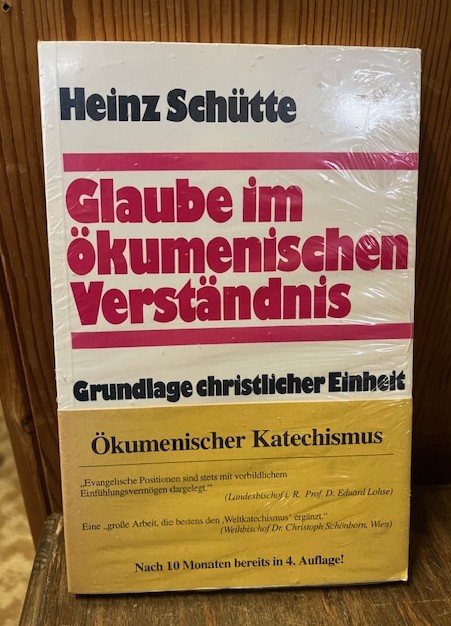 Heinz Schütte
Glaube im
ökumenischen
Verständnis
Grundlage christlicher Einheit
Ökumenischer Katechismus
„Evangelische Positionen sind stets mit vorbildlichem
Einfühlungsvermögen dargelegt.“
(Landesbischof i. R. Prof. D. Eduard Lohse)
Eine „große Arbeit, die bestens den ‚Weltkatechismus‘ ergänzt.“
(Weihbischof Dr. Christoph Schönborn, Wien)
Nach 10 Monaten bereits in 4. Auflage!